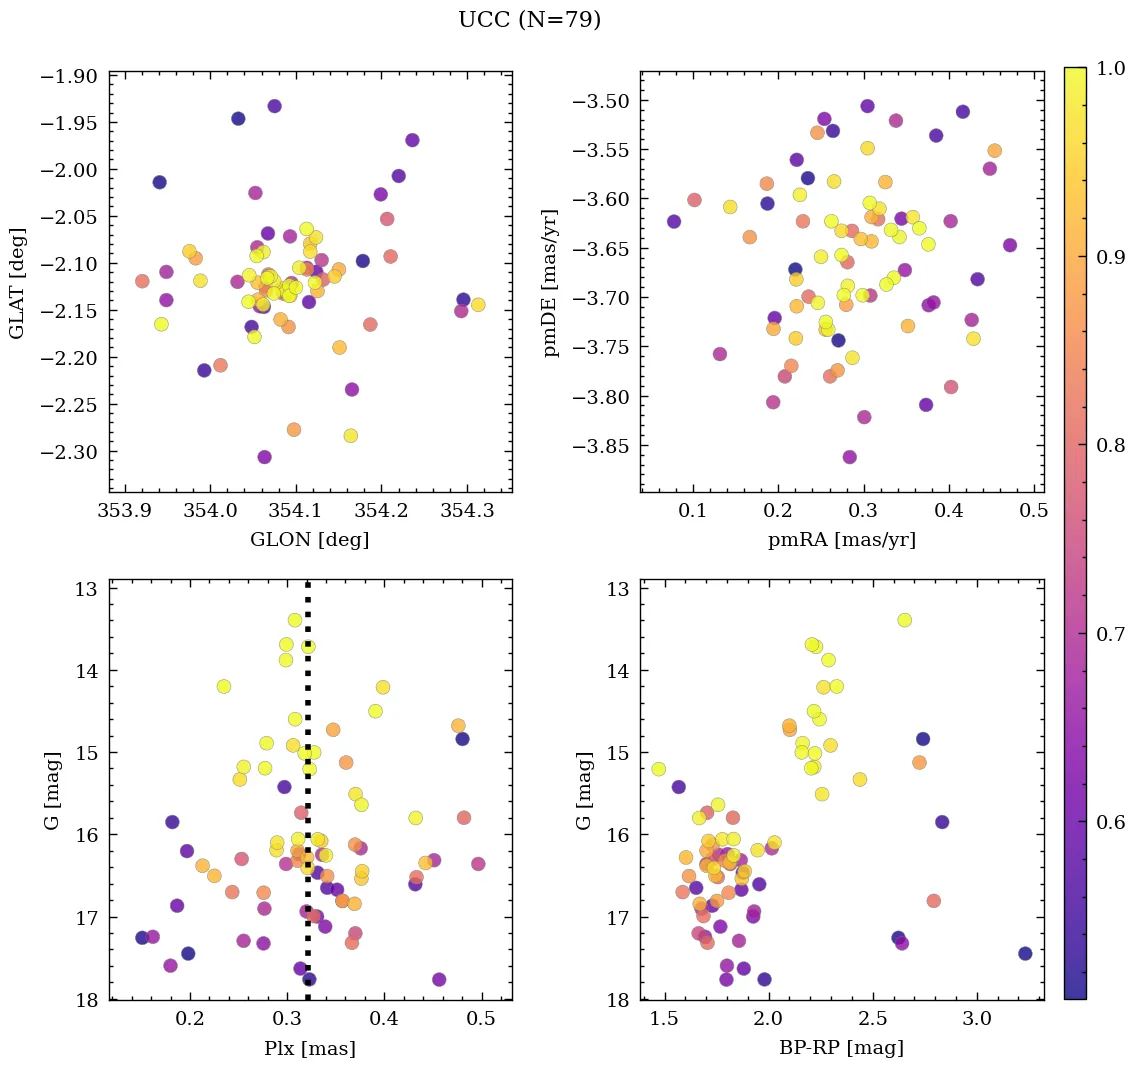 UCC (N=79)
−1.90
−1.95
−2.00
−2.05
−2.10
−2.15
−2.20
−2.25
−2.30
GLAT [deg]
353.9 354.0 354.1 354.2 354.3
GLON [deg]
−3.50
−3.55
−3.60
−3.65
−3.70
−3.75
−3.80
−3.85
pmDE [mas/yr]
0.1 0.2 0.3 0.4 0.5
pmRA [mas/yr]
13
14
15
16
17
18
G [mag]
0.2 0.3 0.4 0.5
Plx [mas]
13
14
15
16
17
18
G [mag]
1.5 2.0 2.5 3.0
BP-RP [mag]
1.0
0.9
0.8
0.7
0.6